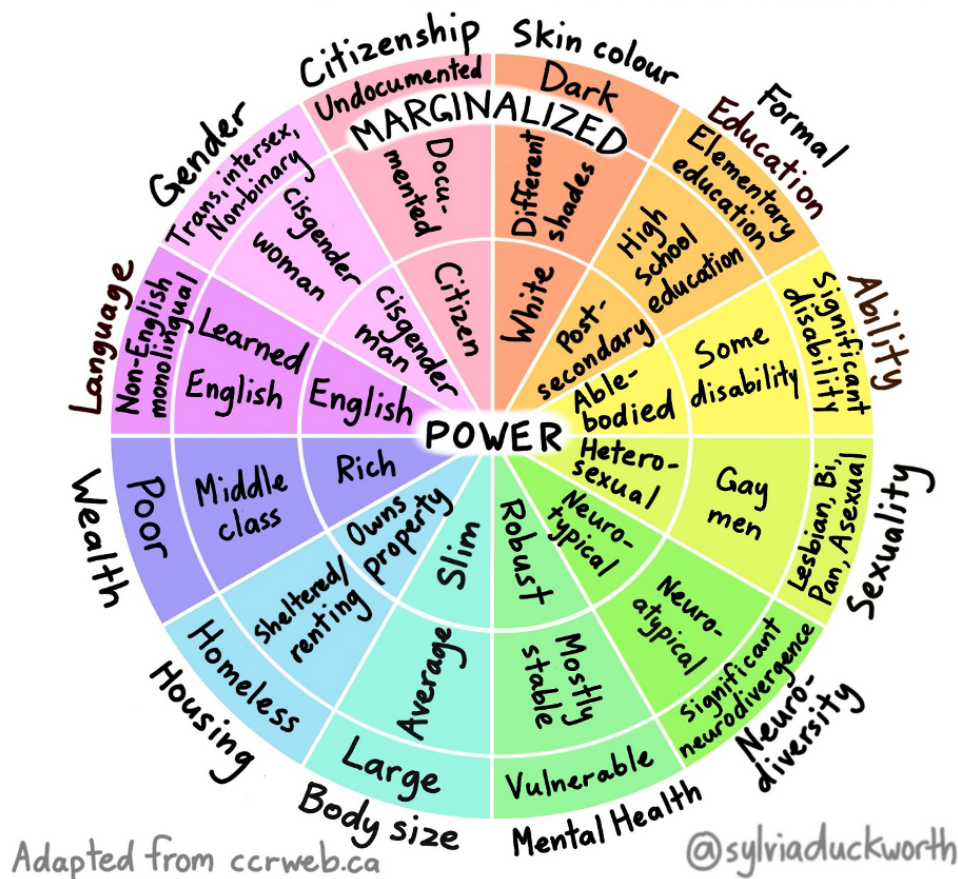 Citizenship
Undocumented
Docu-
mented
Citizen
Skin colour
Dark
Different
shades
White
Formal
Education
Elementary
education
High
school
education
Post-
secondary
Ability
Significant
disability
Some
disability
Able-
bodied
Sexuality
Lesbian, Bi,
Pan, Asexual
Gay
men
Hetero-
sexual
Neuro-
diversity
Significant
neurodivergence
Neuro-
atypical
Neuro-
typical
Mental Health
Vulnerable
Mostly
stable
Robust
Body size
Large
Average
Slim
Housing
Homeless
Sheltered/
renting
Owns
property
Wealth
Poor
Middle
class
Rich
Language
Non-English
monolingual
Learned
English
English
Gender
Trans, intersex,
Non-binary
Cisgender
woman
Cisgender
man
MARGINALIZED
POWER
Adapted from ccrweb.ca
@sylviaduckworth